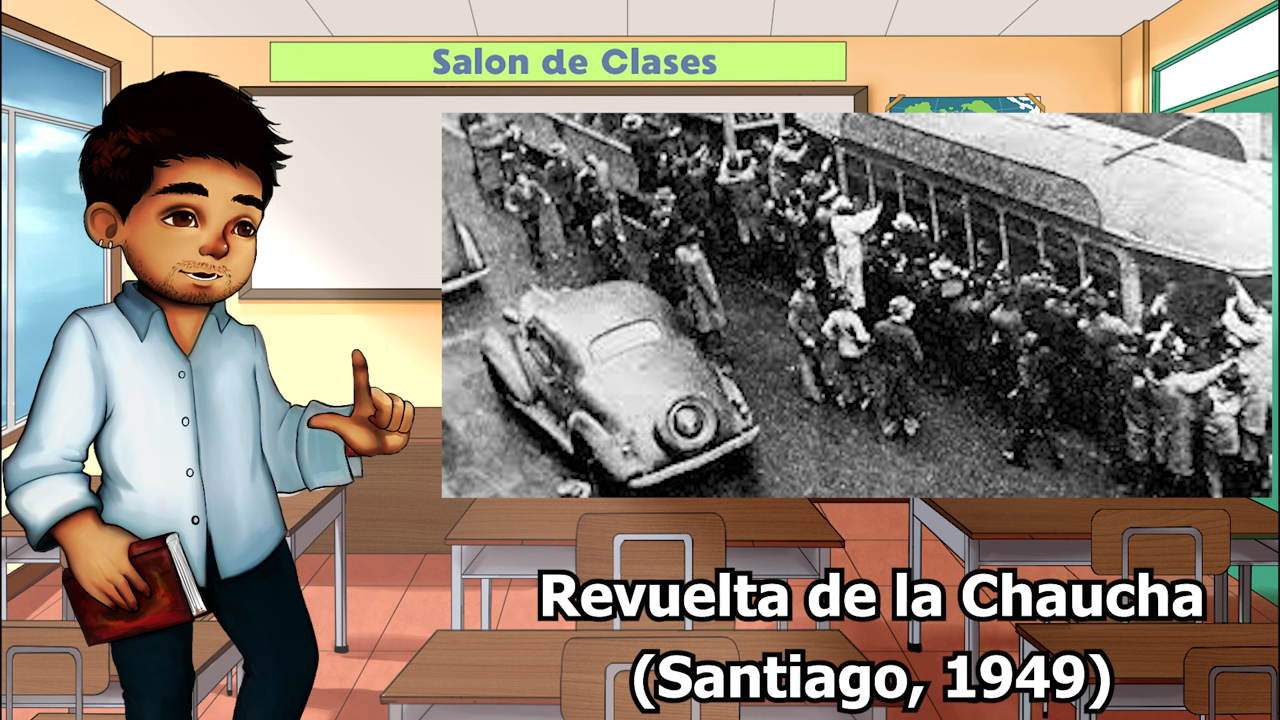 Salon de Clases
Revuelta de la Chaucha
(Santiago, 1949)